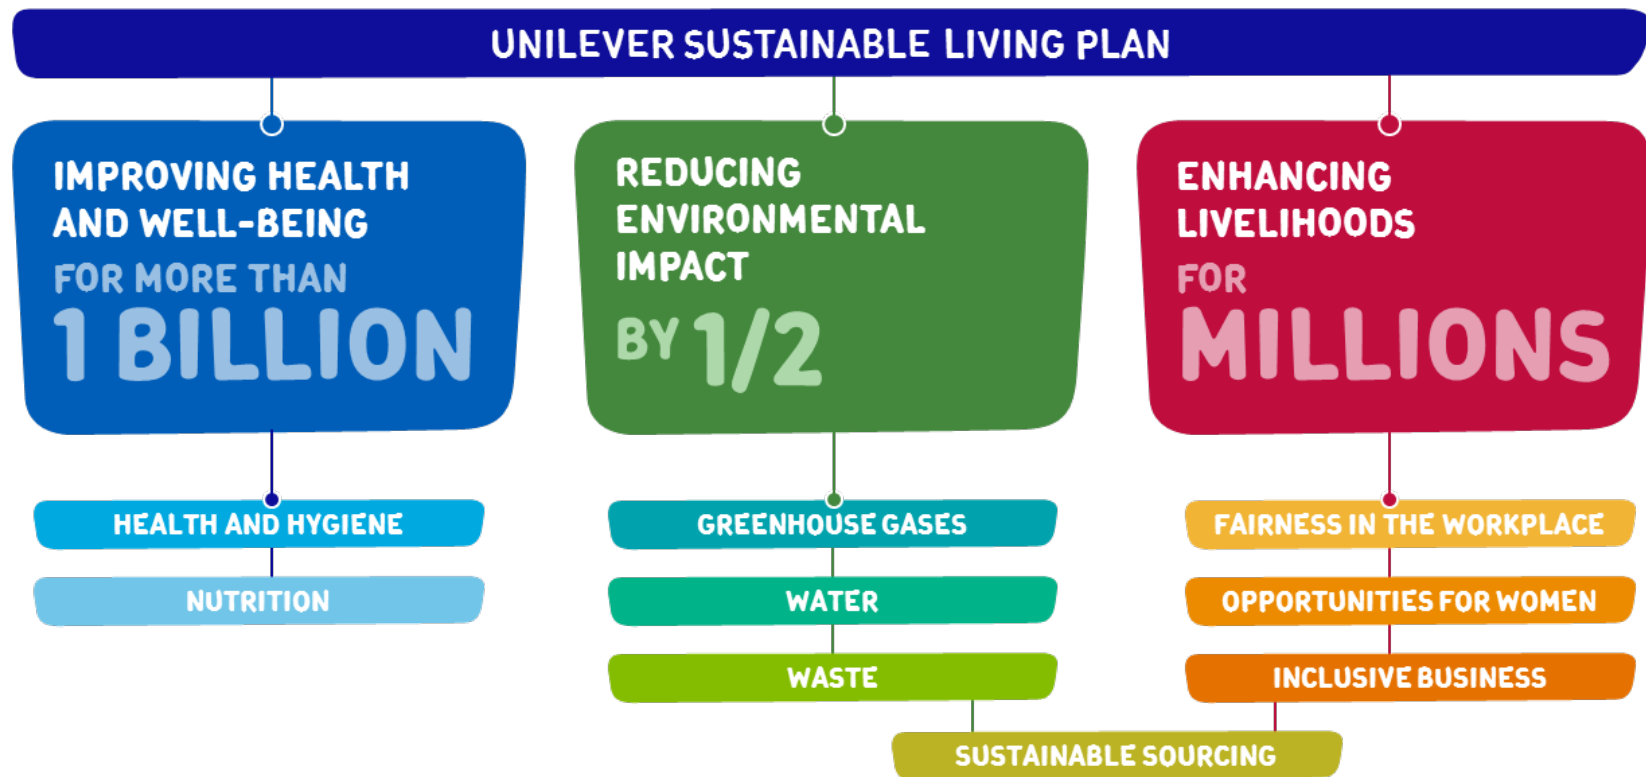 UNILEVER SUSTAINABLE LIVING PLAN
IMPROVING HEALTH
AND WELL-BEING
FOR MORE THAN
1 BILLION
HEALTH AND HYGIENE
NUTRITION
REDUCING
ENVIRONMENTAL
IMPACT
BY 1/2
GREENHOUSE GASES
WATER
WASTE
ENHANCING
LIVELIHOODS
FOR
MILLIONS
FAIRNESS IN THE WORKPLACE
OPPORTUNITIES FOR WOMEN
INCLUSIVE BUSINESS
SUSTAINABLE SOURCING